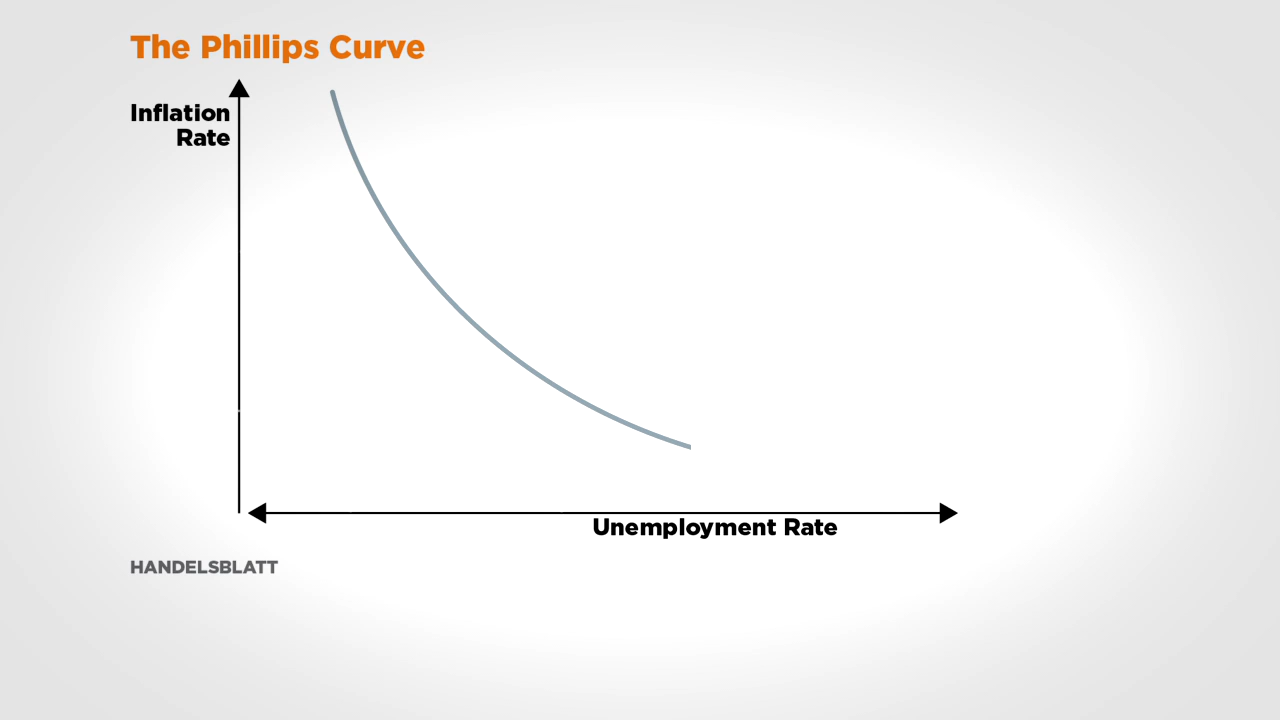 The Phillips Curve
Inflation
Rate
Unemployment Rate
HANDELSBLATT